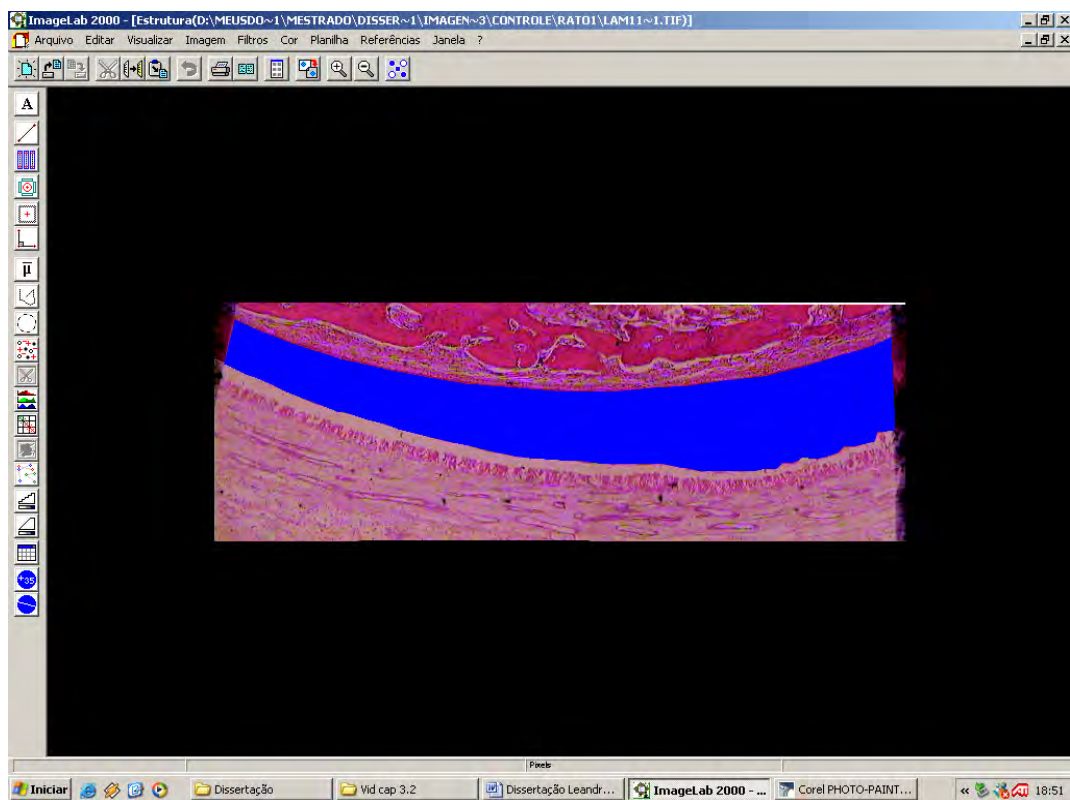 ImageLab 2000 - [Estrutura(D:\MEUSDO~1\MESTRADO\DISSER~1\IMAGEN~3\CONTROLE\RATO1\LAM11~1.TIF)]
Arquivo Editar Visualizar Imagem Filtros Cor Planilha Referências Janela ?
A
μ
+35
Pixels
Iniciar Dissertação Vid cap 3.2 Dissertação Leandr... ImageLab 2000 - ... Corel PHOTO-PAINT... « 18:51